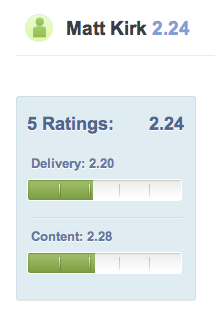 Matt Kirk 2.24
5 Ratings: 2.24
Delivery: 2.20
Content: 2.28